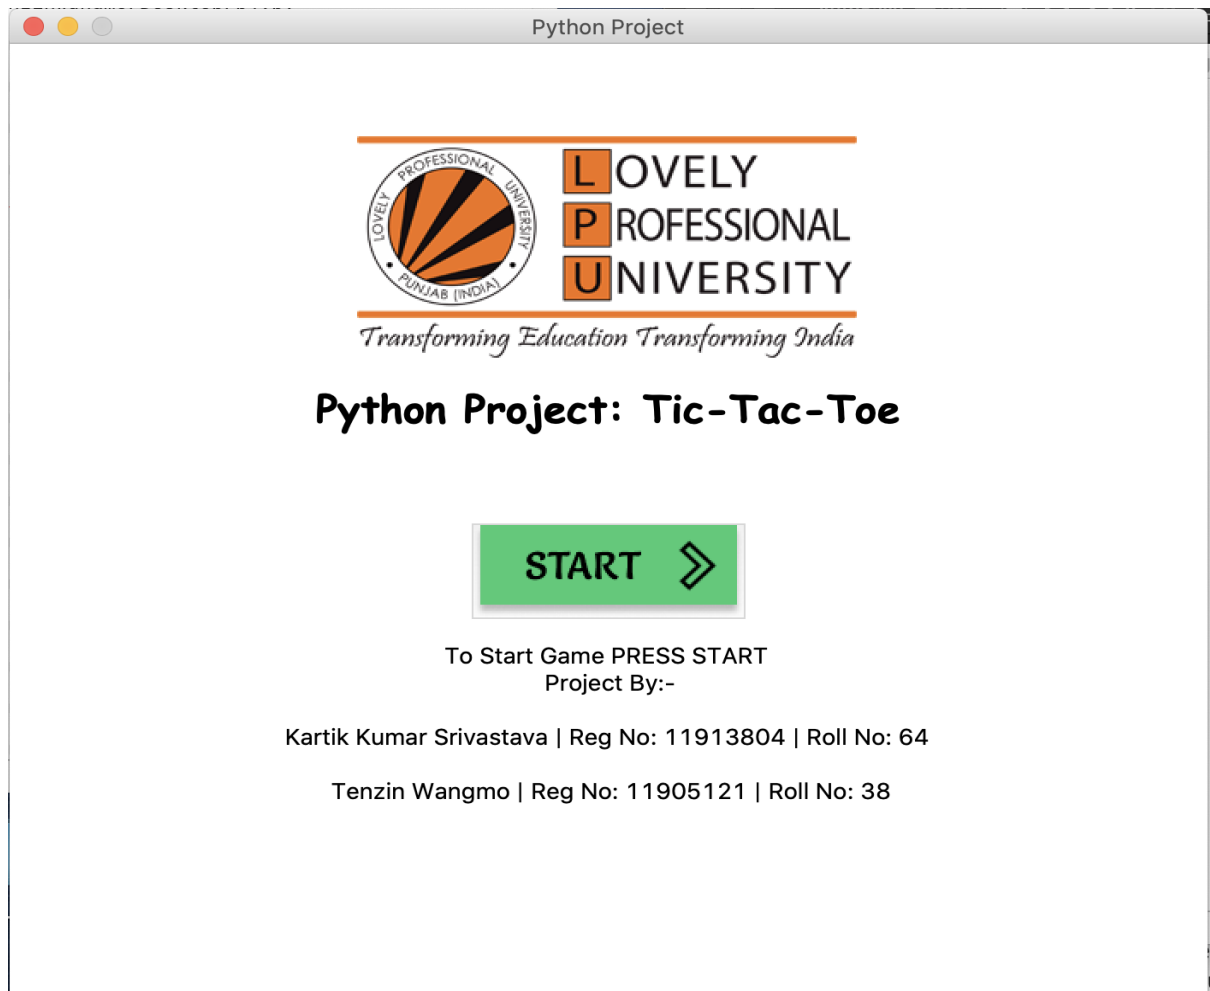 Python Project
LOVELY PROFESSIONAL UNIVERSITY
PUNJAB (INDIA)
LOVELY
PROFESSIONAL
UNIVERSITY
Transforming Education Transforming India
Python Project: Tic-Tac-Toe
START
To Start Game PRESS START
Project By:-
Kartik Kumar Srivastava | Reg No: 11913804 | Roll No: 64
Tenzin Wangmo | Reg No: 11905121 | Roll No: 38